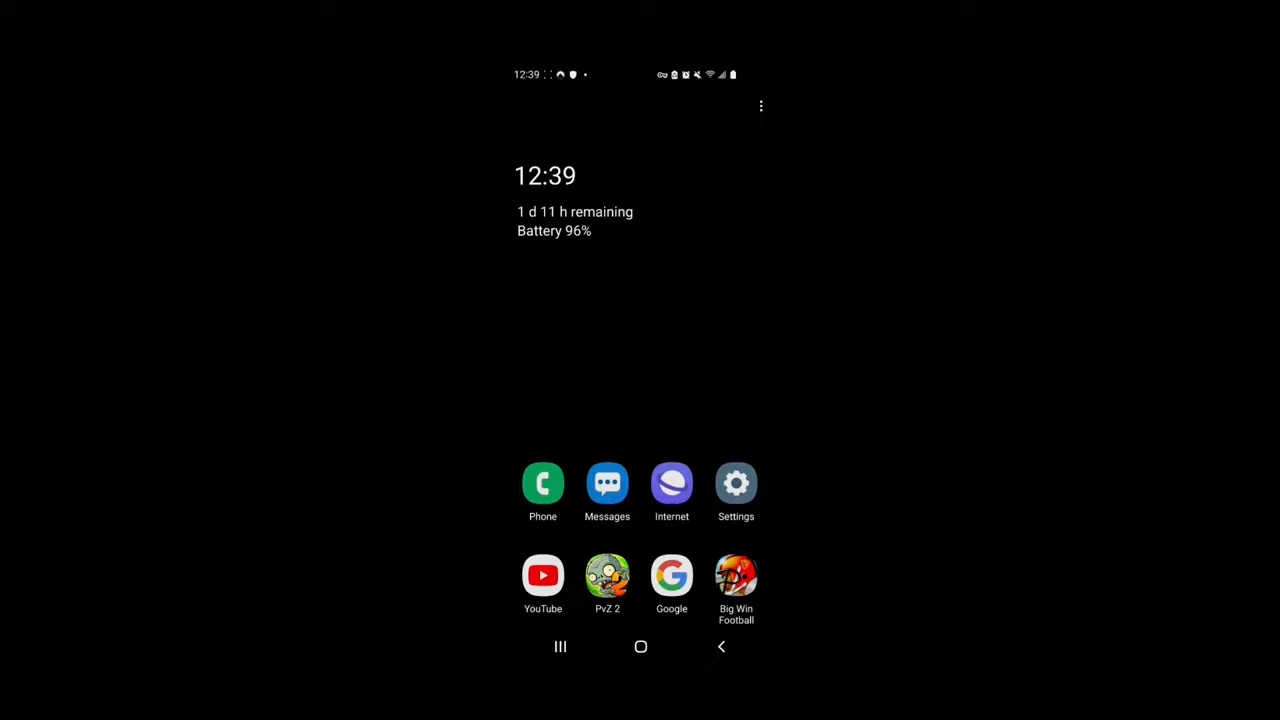 12:39
12:39
1 d 11 h remaining
Battery 96%
Phone Messages Internet Settings
YouTube PvZ 2 Google Big Win
Football